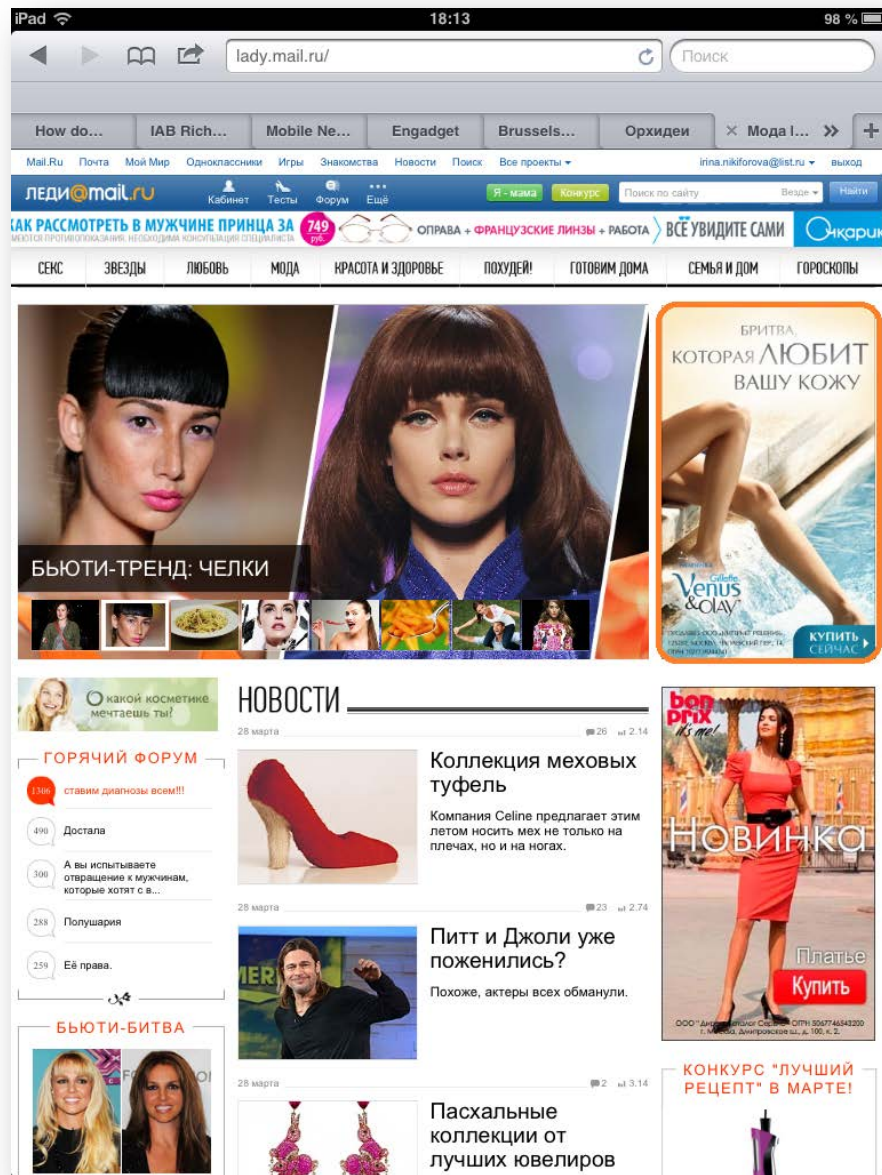 iPad 18:13 98 %
lady.mail.ru/ Поиск
How do... IAB Rich... Mobile Ne... Engadget Brussels... Орхидеи × Мода I... +
Mail.Ru Почта Мой Мир Одноклассники Игры Знакомства Новости Поиск Все проекты irina.nikiforova@list.ru выход
ЛЕДИ@mail.ru Кабинет Тесты Форум Ещё Я - мама Конкурс Поиск по сайту Везде Найти
КАК РАССМОТРЕТЬ В МУЖЧИНЕ ПРИНЦА ЗА 749 руб. ОПРАВА + ФРАНЦУЗСКИЕ ЛИНЗЫ + РАБОТА ВСЁ УВИДИТЕ САМИ Очкарик
ИМЕЮТСЯ ПРОТИВОПОКАЗАНИЯ. НЕОБХОДИМА КОНСУЛЬТАЦИЯ СПЕЦИАЛИСТА
СЕКС ЗВЕЗДЫ ЛЮБОВЬ МОДА КРАСОТА И ЗДОРОВЬЕ ПОХУДЕЙ! ГОТОВИМ ДОМА СЕМЬЯ И ДОМ ГОРОСКОПЫ
БЬЮТИ-ТРЕНД: ЧЕЛКИ
БРИТВА,
КОТОРАЯ ЛЮБИТ
ВАШУ КОЖУ
НОВИНКА
Gillette
Venus
&OLAY
КУПИТЬ
СЕЙЧАС
О какой косметике
мечтаешь ты?
ГОРЯЧИЙ ФОРУМ
1306 ставим диагнозы всем!!!
490 Достала
300 А вы испытываете
отвращение к мужчинам,
которые хотят с в...
288 Полушария
259 Её права.
БЬЮТИ-БИТВА
НОВОСТИ
28 марта 26 2.14
Коллекция меховых
туфель
Компания Celine предлагает этим
летом носить мех не только на
плечах, но и на ногах.
28 марта 23 2.74
Питт и Джоли уже
поженились?
Похоже, актеры всех обманули.
28 марта 2 3.14
Пасхальные
коллекции от
лучших ювелиров
bon
prix
it's me!
Новинка
Платье
Купить
КОНКУРС "ЛУЧШИЙ
РЕЦЕПТ" В МАРТЕ!